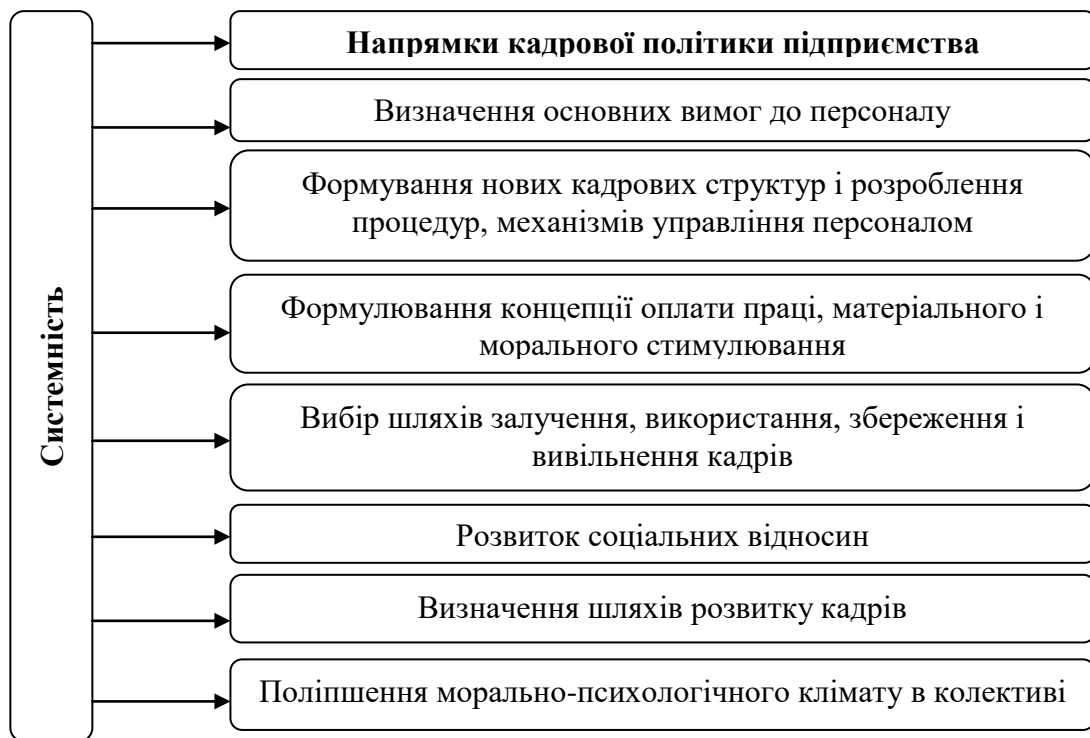 Системність
Напрямки кадрової політики підприємства
Визначення основних вимог до персоналу
Формування нових кадрових структур і розроблення
процедур, механізмів управління персоналом
Формулювання концепції оплати праці, матеріального і
морального стимулювання
Вибір шляхів залучення, використання, збереження і
вивільнення кадрів
Розвиток соціальних відносин
Визначення шляхів розвитку кадрів
Поліпшення морально-психологічного клімату в колективі